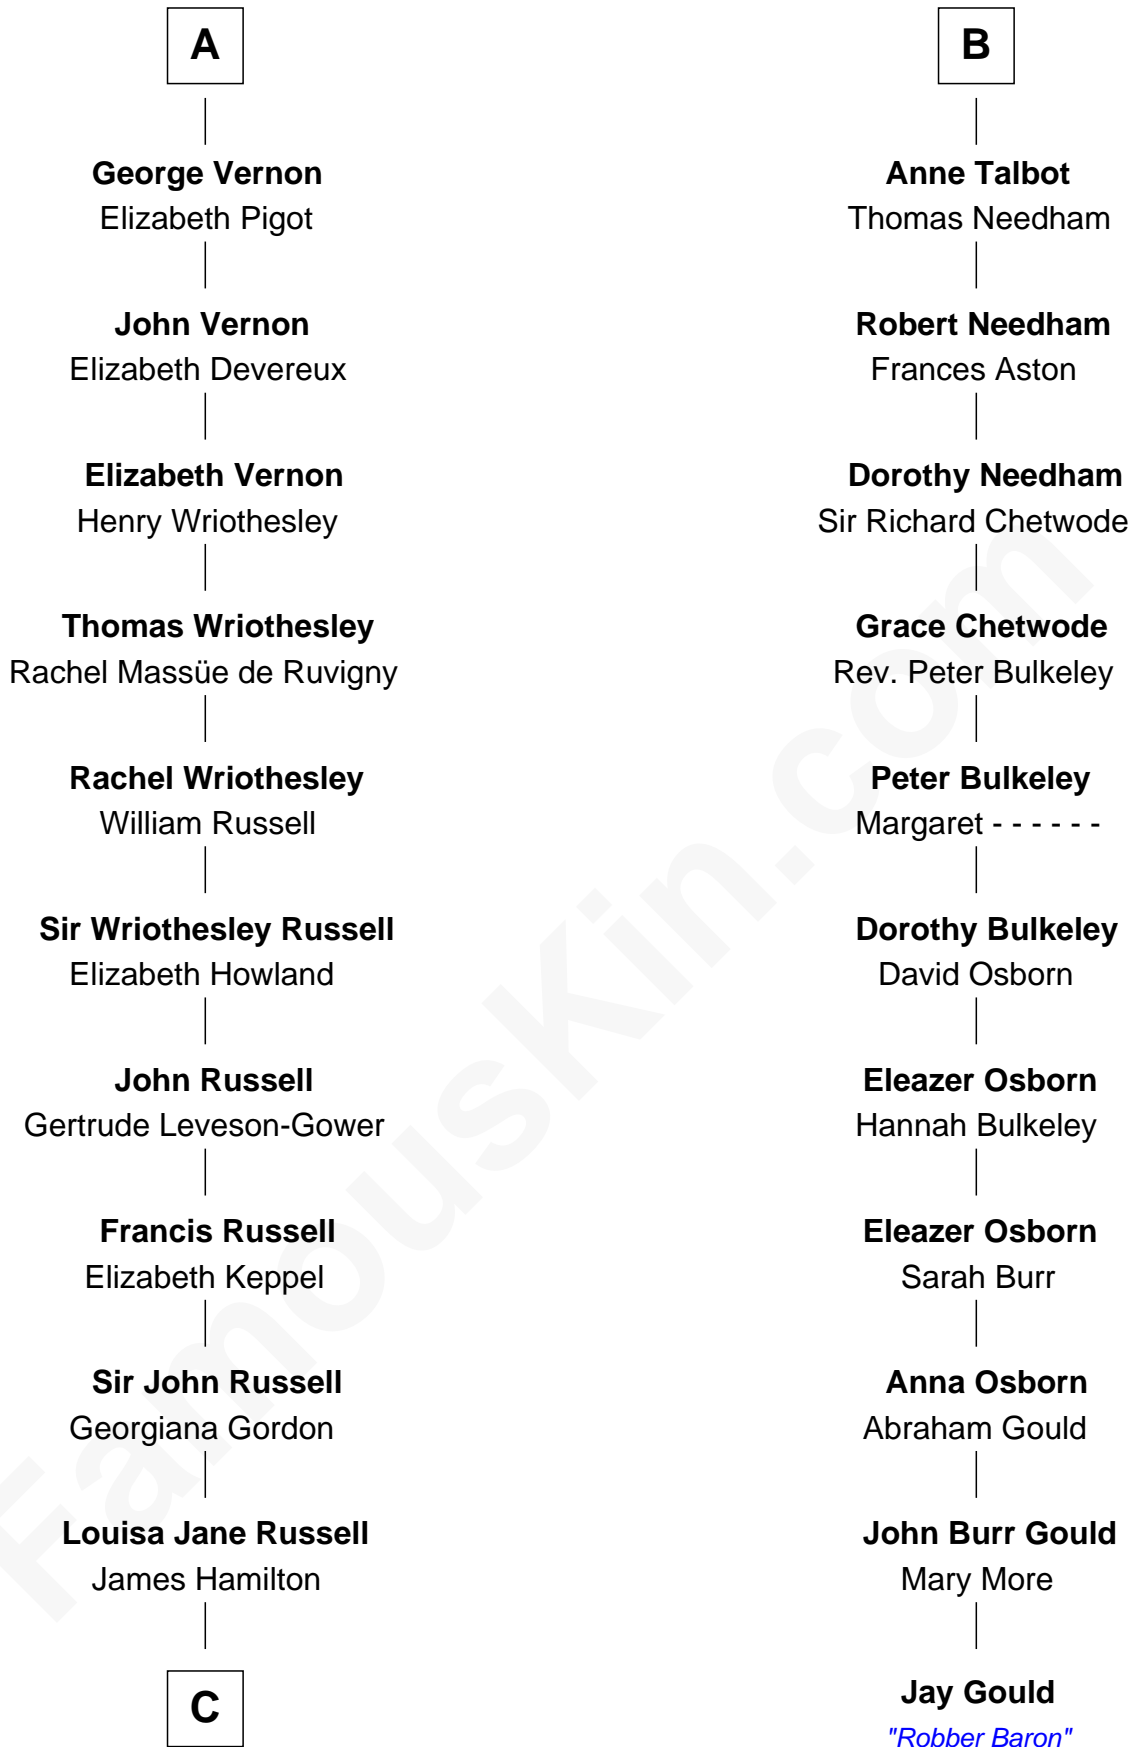 A
George Vernon
Elizabeth Pigot
John Vernon
Elizabeth Devereux
Elizabeth Vernon
Henry Wriothesley
Thomas Wriothesley
Rachel Massüe de Ruvigny
Rachel Wriothesley
William Russell
Sir Wriothesley Russell
Elizabeth Howland
John Russell
Gertrude Leveson-Gower
Francis Russell
Elizabeth Keppel
Sir John Russell
Georgiana Gordon
Louisa Jane Russell
James Hamilton
C
B
Anne Talbot
Thomas Needham
Robert Needham
Frances Aston
Dorothy Needham
Sir Richard Chetwode
Grace Chetwode
Rev. Peter Bulkeley
Peter Bulkeley
Margaret - - - - - -
Dorothy Bulkeley
David Osborn
Eleazer Osborn
Hannah Bulkeley
Eleazer Osborn
Sarah Burr
Anna Osborn
Abraham Gould
John Burr Gould
Mary More
Jay Gould
"Robber Baron"
FamousKin.com